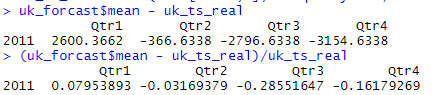 > uk_forcast$mean - uk_ts_real
Qtr1 Qtr2 Qtr3 Qtr4
2011 2600.3662 -366.6338 -2796.6338 -3154.6338
> (uk_forcast$mean - uk_ts_real)/uk_ts_real
Qtr1 Qtr2 Qtr3 Qtr4
2011 0.07953893 -0.03169379 -0.28551647 -0.16179269